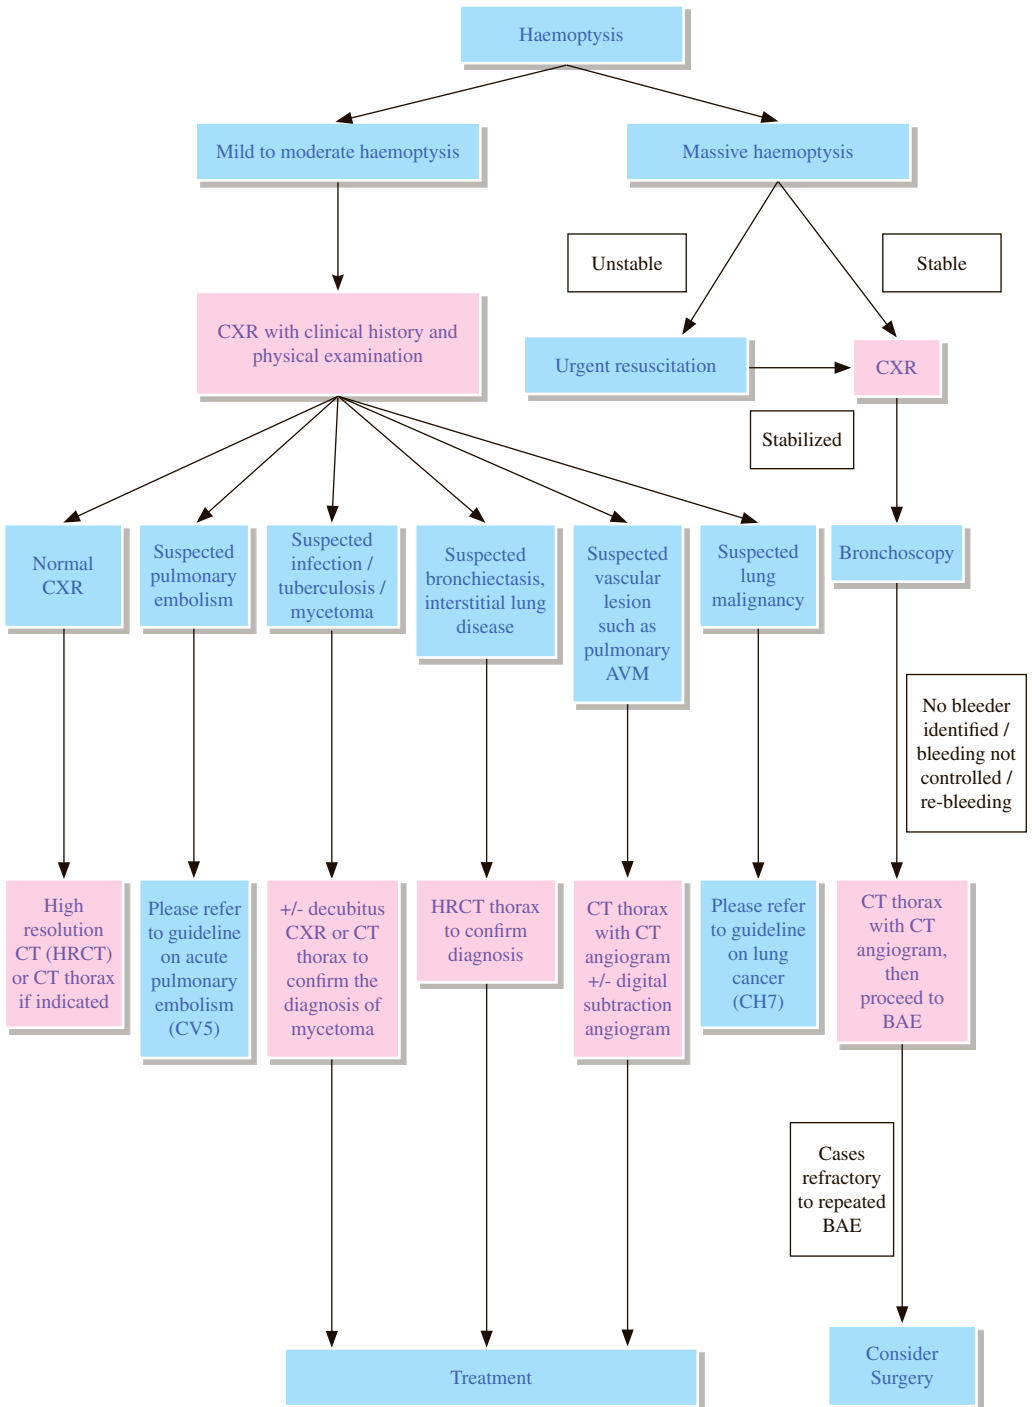 Haemoptysis
Mild to moderate haemoptysis
Massive haemoptysis
Unstable
Stable
CXR with clinical history and
physical examination
Urgent resuscitation
CXR
Stabilized
Normal
CXR
Suspected
pulmonary
embolism
Suspected
infection /
tuberculosis /
mycetoma
Suspected
bronchiectasis,
interstitial lung
disease
Suspected
vascular
lesion
such as
pulmonary
AVM
Suspected
lung
malignancy
Bronchoscopy
No bleeder
identified /
bleeding not
controlled /
re-bleeding
High
resolution
CT (HRCT)
or CT thorax
if indicated
Please refer
to guideline
on acute
pulmonary
embolism
(CV5)
+/- decubitus
CXR or CT
thorax to
confirm the
diagnosis of
mycetoma
HRCT thorax
to confirm
diagnosis
CT thorax
with CT
angiogram
+/- digital
subtraction
angiogram
Please refer
to guideline
on lung
cancer
(CH7)
CT thorax
with CT
angiogram,
then
proceed to
BAE
Cases
refractory
to repeated
BAE
Treatment
Consider
Surgery